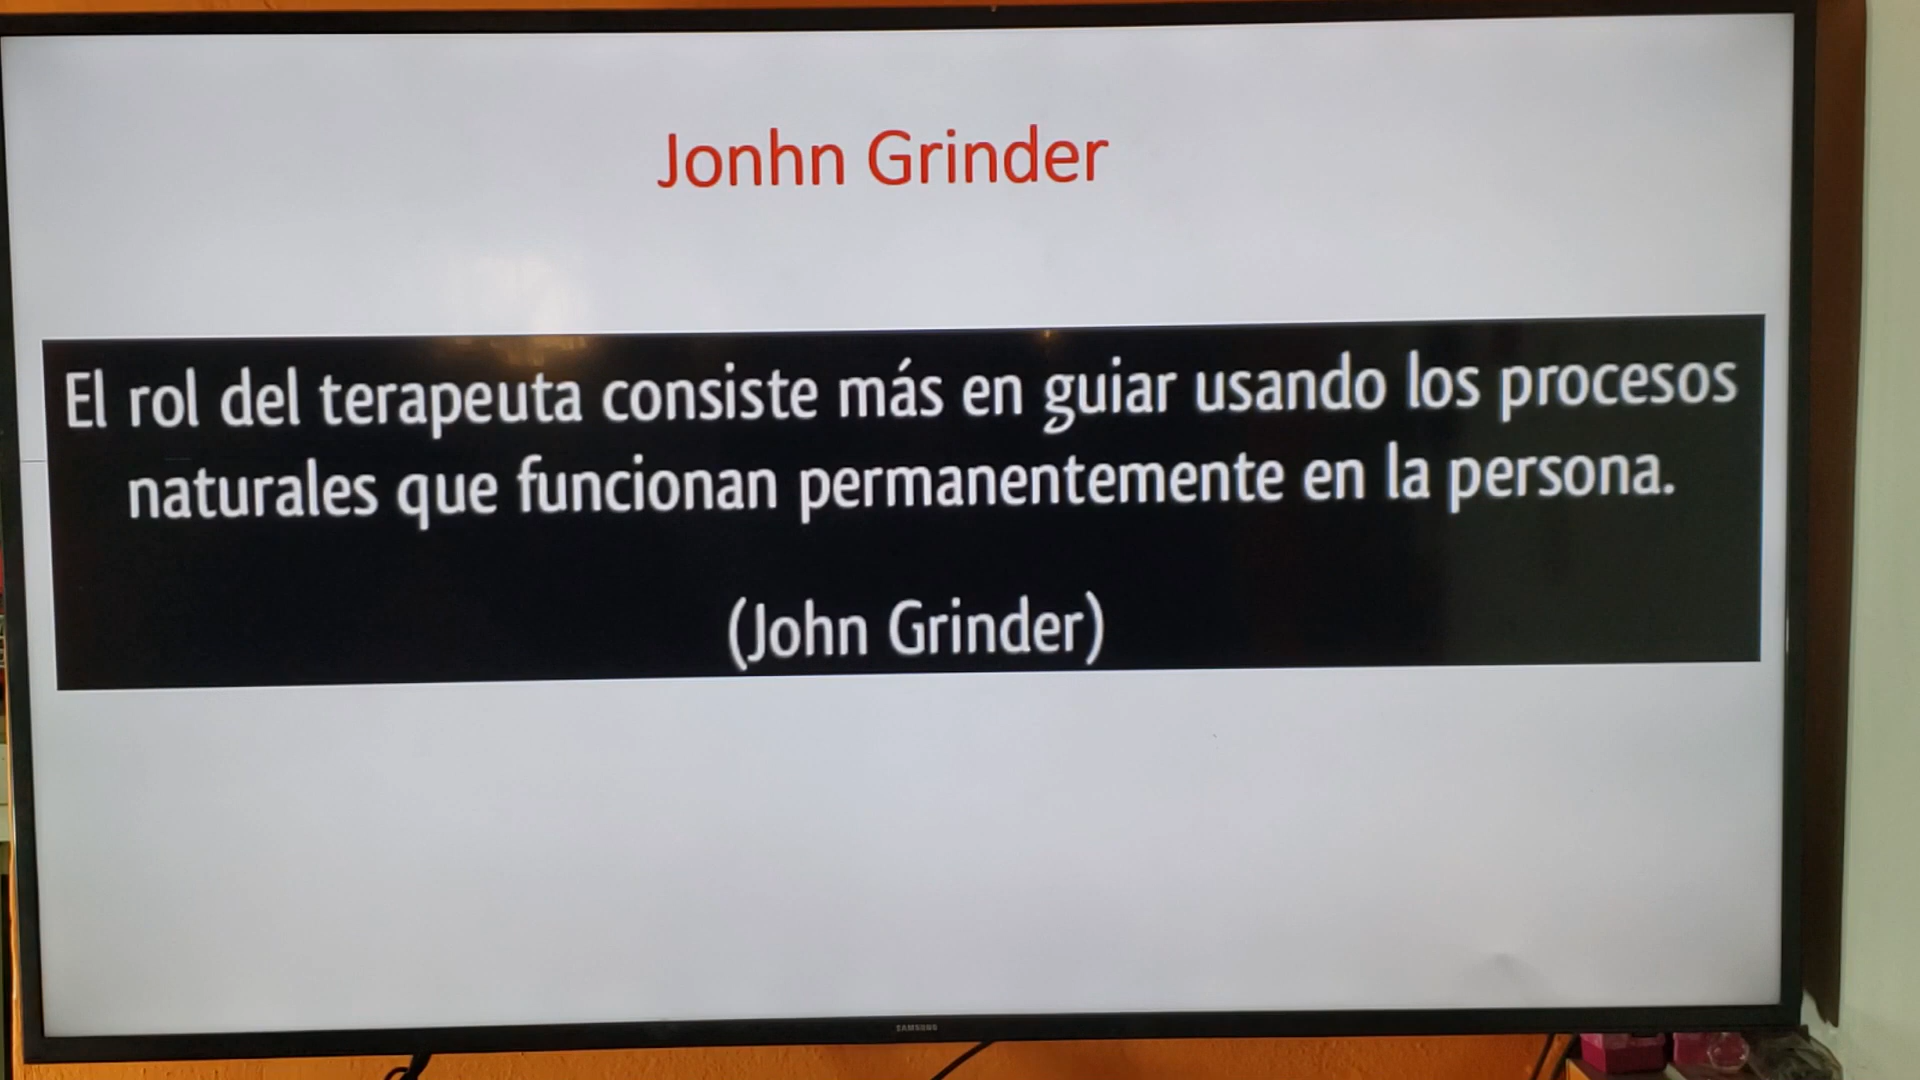 Jonhn Grinder
El rol del terapeuta consiste más en guiar usando los procesos
naturales que funcionan permanentemente en la persona.
(John Grinder)
SAMSUNG